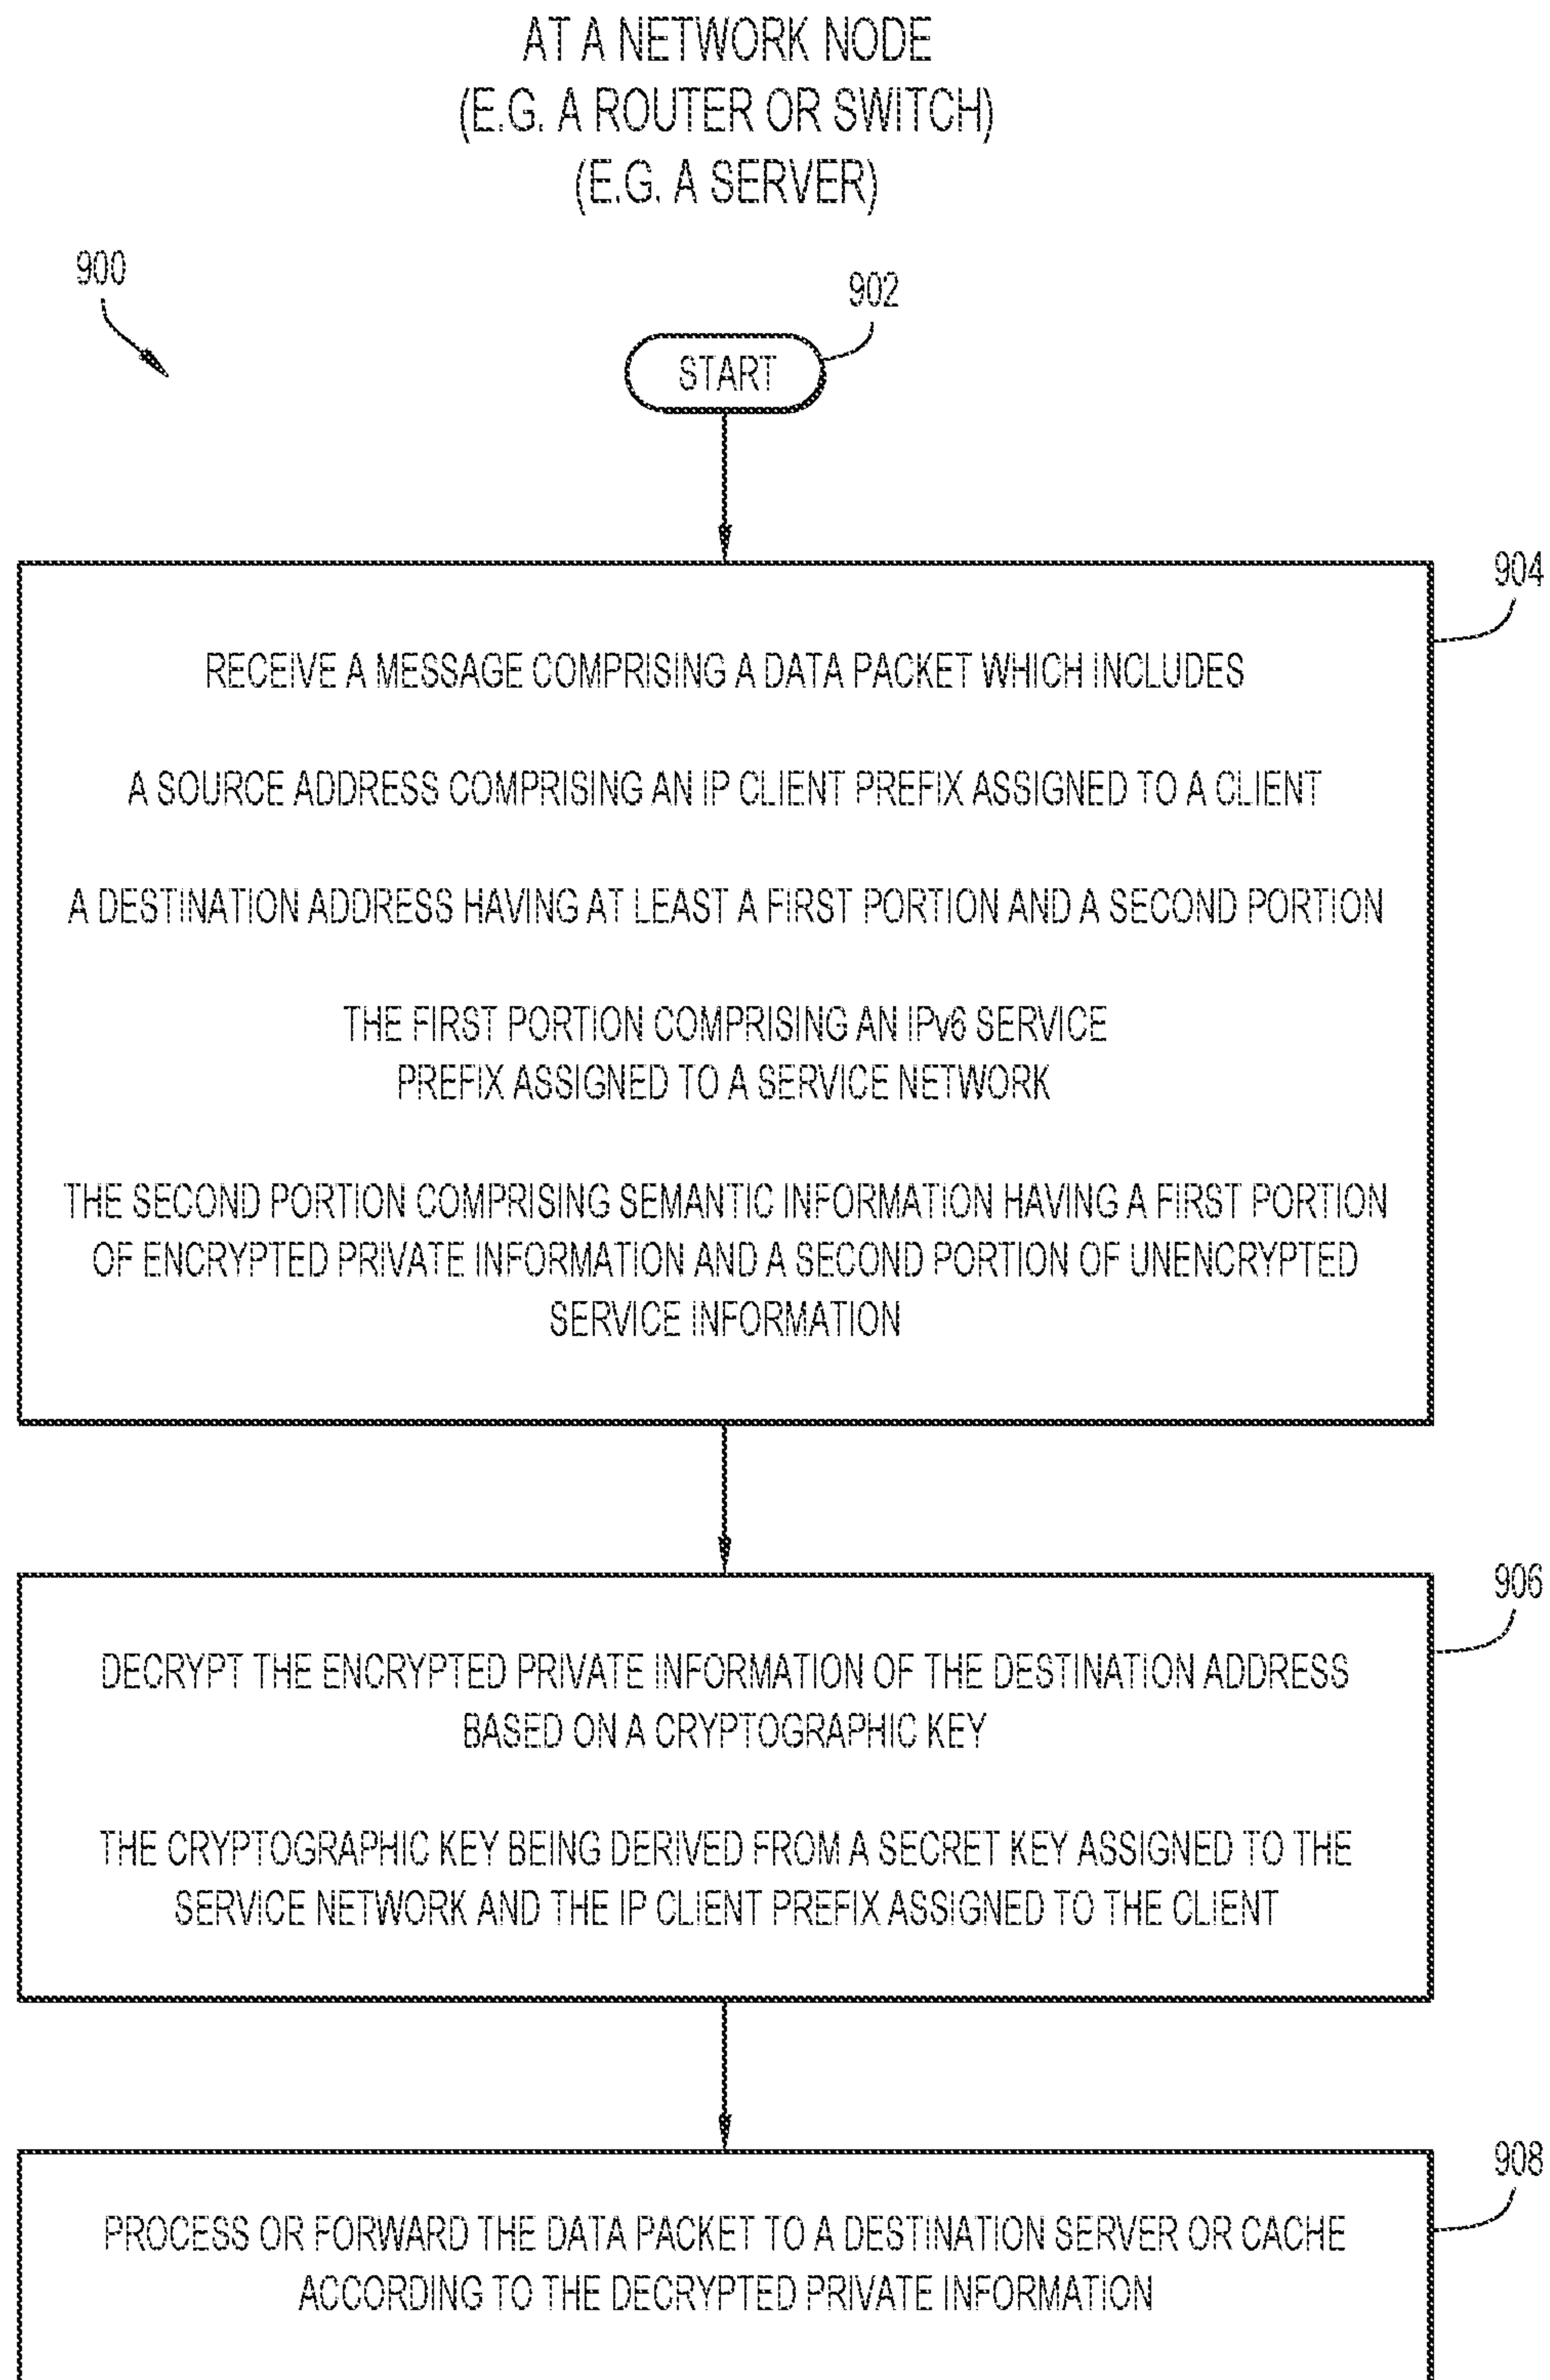 AT A NETWORK NODE
(E.G. A ROUTER OR SWITCH)
(E.G. A SERVER)
900
902
START
904
RECEIVE A MESSAGE COMPRISING A DATA PACKET WHICH INCLUDES
A SOURCE ADDRESS COMPRISING AN IP CLIENT PREFIX ASSIGNED TO A CLIENT
A DESTINATION ADDRESS HAVING AT LEAST A FIRST PORTION AND A SECOND PORTION
THE FIRST PORTION COMPRISING AN IPv6 SERVICE
PREFIX ASSIGNED TO A SERVICE NETWORK
THE SECOND PORTION COMPRISING SEMANTIC INFORMATION HAVING A FIRST PORTION
OF ENCRYPTED PRIVATE INFORMATION AND A SECOND PORTION OF UNENCRYPTED
SERVICE INFORMATION
906
DECRYPT THE ENCRYPTED PRIVATE INFORMATION OF THE DESTINATION ADDRESS
BASED ON A CRYPTOGRAPHIC KEY
THE CRYPTOGRAPHIC KEY BEING DERIVED FROM A SECRET KEY ASSIGNED TO THE
SERVICE NETWORK AND THE IP CLIENT PREFIX ASSIGNED TO THE CLIENT
908
PROCESS OR FORWARD THE DATA PACKET TO A DESTINATION SERVER OR CACHE
ACCORDING TO THE DECRYPTED PRIVATE INFORMATION